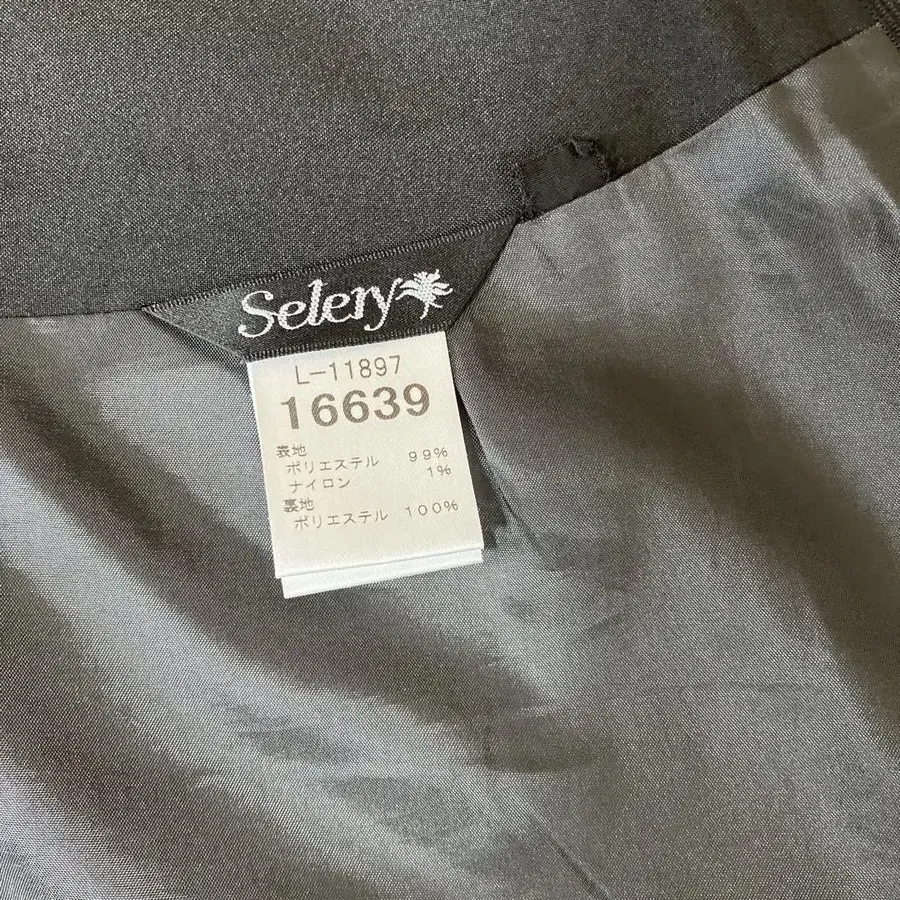 Selery
L-11897
16639
表地
ポリエステル 99%
ナイロン 1%
裏地
ポリエステル 100%